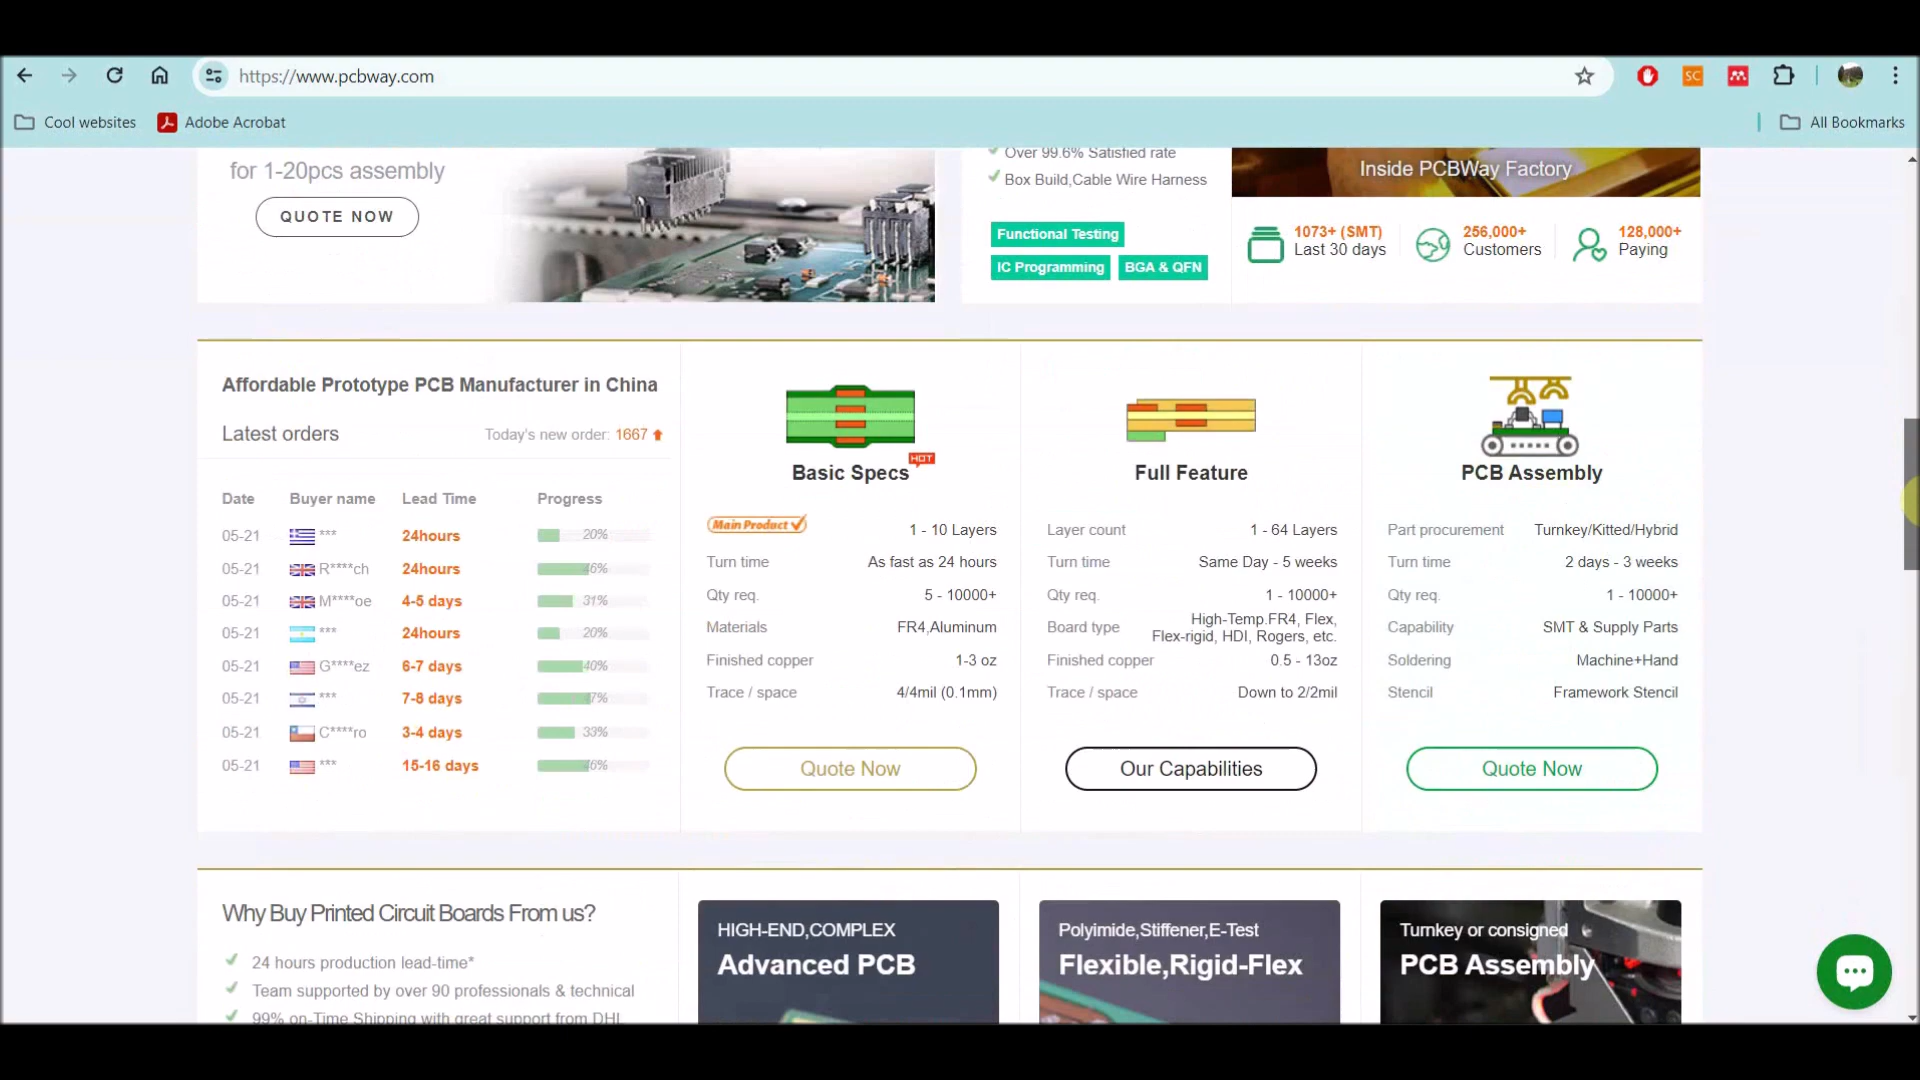 https://www.pcbway.com
SC
Cool websites
Adobe Acrobat
All Bookmarks
for 1-20pcs assembly
QUOTE NOW
Over 99.6% Satisfied rate
Box Build,Cable Wire Harness
Functional Testing
IC Programming
BGA & QFN
Inside PCBWay Factory
1073+ (SMT)
Last 30 days
256,000+
Customers
128,000+
Paying
Affordable Prototype PCB Manufacturer in China
Latest orders
Today's new order: 1667
Date Buyer name Lead Time Progress
05-21 *** 24hours 20%
05-21 R****ch 24hours 46%
05-21 M****oe 4-5 days 31%
05-21 *** 24hours 20%
05-21 G****ez 6-7 days 40%
05-21 *** 7-8 days 47%
05-21 C****ro 3-4 days 33%
05-21 *** 15-16 days 46%
HOT
Basic Specs
Main Product 1 - 10 Layers
Turn time As fast as 24 hours
Qty req. 5 - 10000+
Materials FR4,Aluminum
Finished copper 1-3 oz
Trace / space 4/4mil (0.1mm)
Quote Now
Full Feature
Layer count 1 - 64 Layers
Turn time Same Day - 5 weeks
Qty req. 1 - 10000+
Board type High-Temp.FR4, Flex,
Flex-rigid, HDI, Rogers, etc.
Finished copper 0.5 - 13oz
Trace / space Down to 2/2mil
Our Capabilities
PCB Assembly
Part procurement Turnkey/Kitted/Hybrid
Turn time 2 days - 3 weeks
Qty req. 1 - 10000+
Capability SMT & Supply Parts
Soldering Machine+Hand
Stencil Framework Stencil
Quote Now
Why Buy Printed Circuit Boards From us?
24 hours production lead-time*
Team supported by over 90 professionals & technical
99% on-Time Shipping with great support from DHL
HIGH-END,COMPLEX
Advanced PCB
Polyimide,Stiffener,E-Test
Flexible,Rigid-Flex
Turnkey or consigned
PCB Assembly